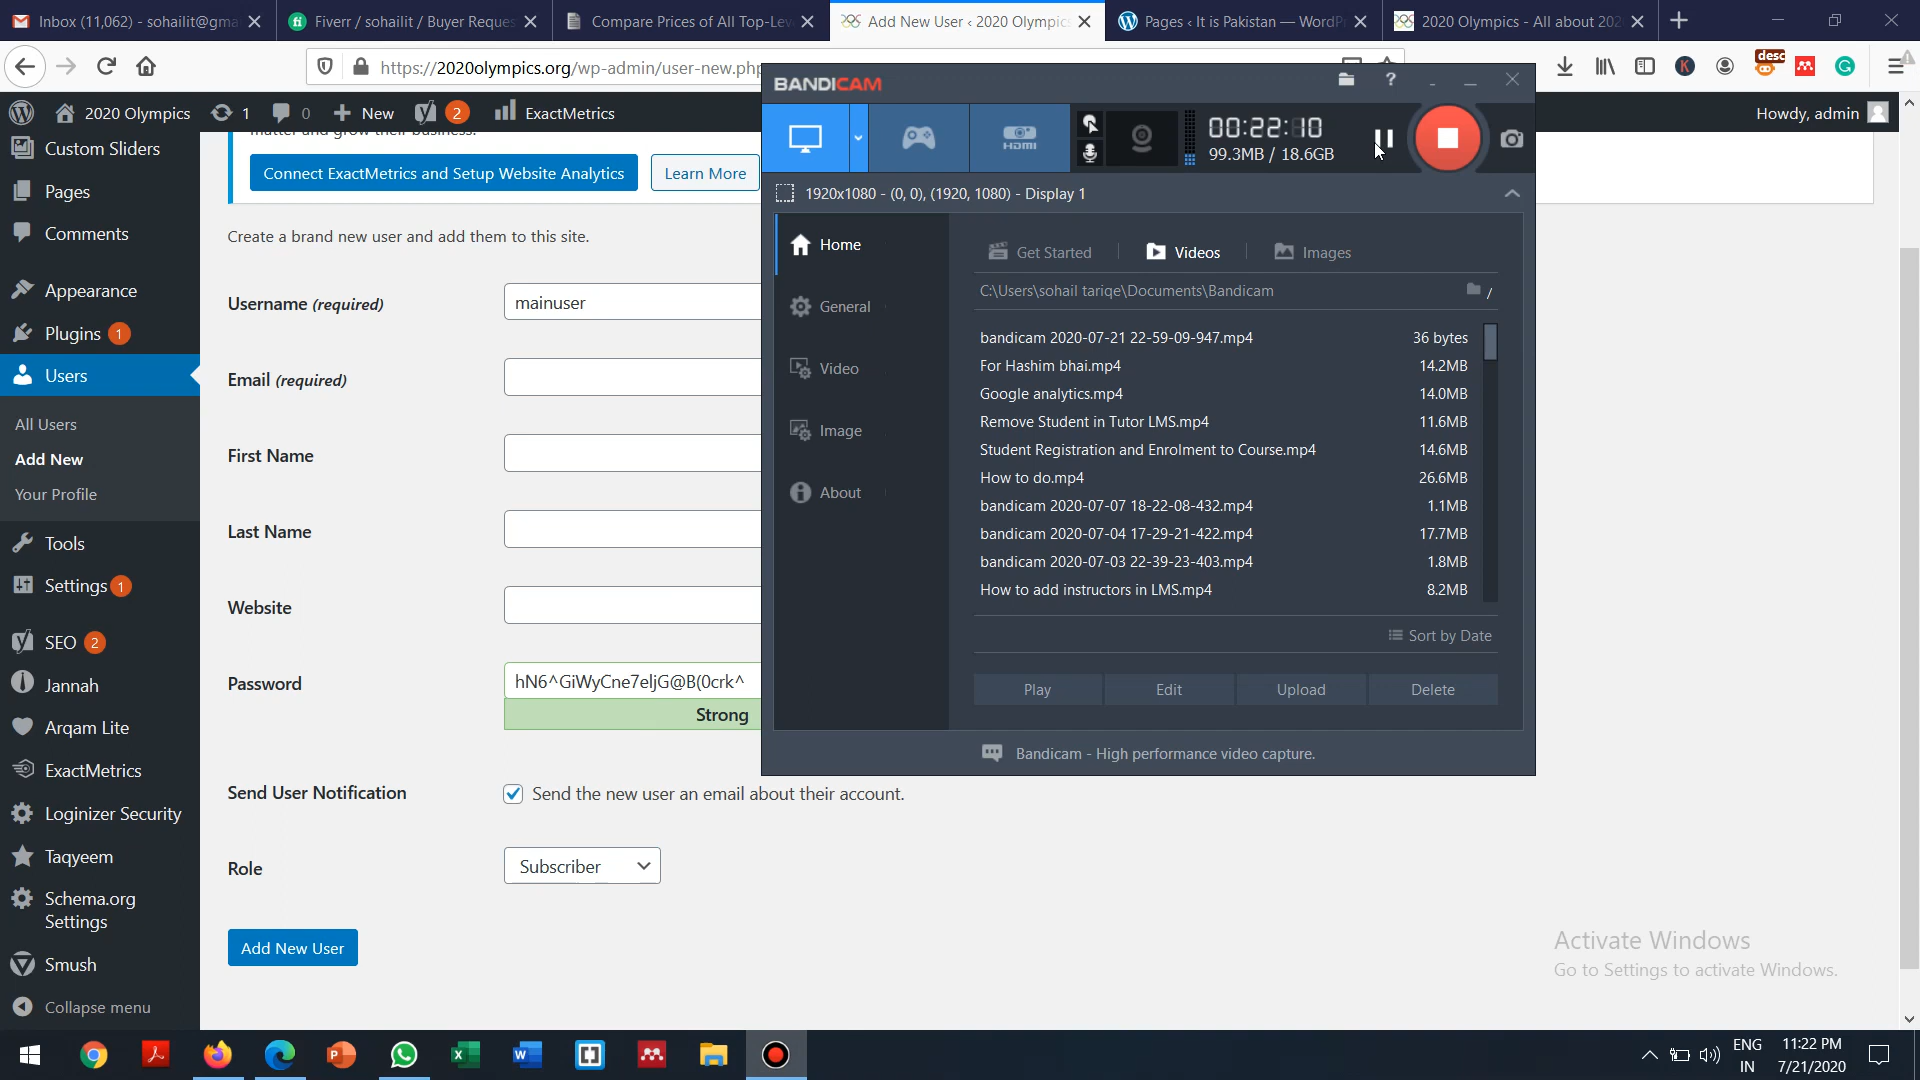 Inbox (11,062) - sohailit@gma
Fiverr / sohailit / Buyer Reques
Compare Prices of All Top-Lev
Add New User ‹ 2020 Olympics
Pages ‹ It is Pakistan — WordPr
2020 Olympics - All about 202
https://2020olympics.org/wp-admin/user-new.php
desc
K
G
2020 Olympics
1
0
New
2
ExactMetrics
Howdy, admin
matter and grow their business.
Connect ExactMetrics and Setup Website Analytics
Learn More
Custom Sliders
Pages
Comments
Appearance
Plugins 1
Users
All Users
Add New
Your Profile
Tools
Settings 1
SEO 2
Jannah
Arqam Lite
ExactMetrics
Loginizer Security
Taqyeem
Schema.org
Settings
Smush
Collapse menu
Create a brand new user and add them to this site.
Username (required)
mainuser
Email (required)
First Name
Last Name
Website
Password
hN6^GiWyCne7eljG@B(0crk^
Strong
Send User Notification
Send the new user an email about their account.
Role
Subscriber
Add New User
BANDICAM
?
HDMI
00:22:10
99.3MB / 18.6GB
1920x1080 - (0, 0), (1920, 1080) - Display 1
Home
General
Video
Image
About
Get Started
Videos
Images
C:\Users\sohail tariqe\Documents\Bandicam
/
bandicam 2020-07-21 22-59-09-947.mp4 36 bytes
For Hashim bhai.mp4 14.2MB
Google analytics.mp4 14.0MB
Remove Student in Tutor LMS.mp4 11.6MB
Student Registration and Enrolment to Course.mp4 14.6MB
How to do.mp4 26.6MB
bandicam 2020-07-07 18-22-08-432.mp4 1.1MB
bandicam 2020-07-04 17-29-21-422.mp4 17.7MB
bandicam 2020-07-03 22-39-23-403.mp4 1.8MB
How to add instructors in LMS.mp4 8.2MB
Sort by Date
Play
Edit
Upload
Delete
Bandicam - High performance video capture.
Activate Windows
Go to Settings to activate Windows.
ENG
IN
11:22 PM
7/21/2020